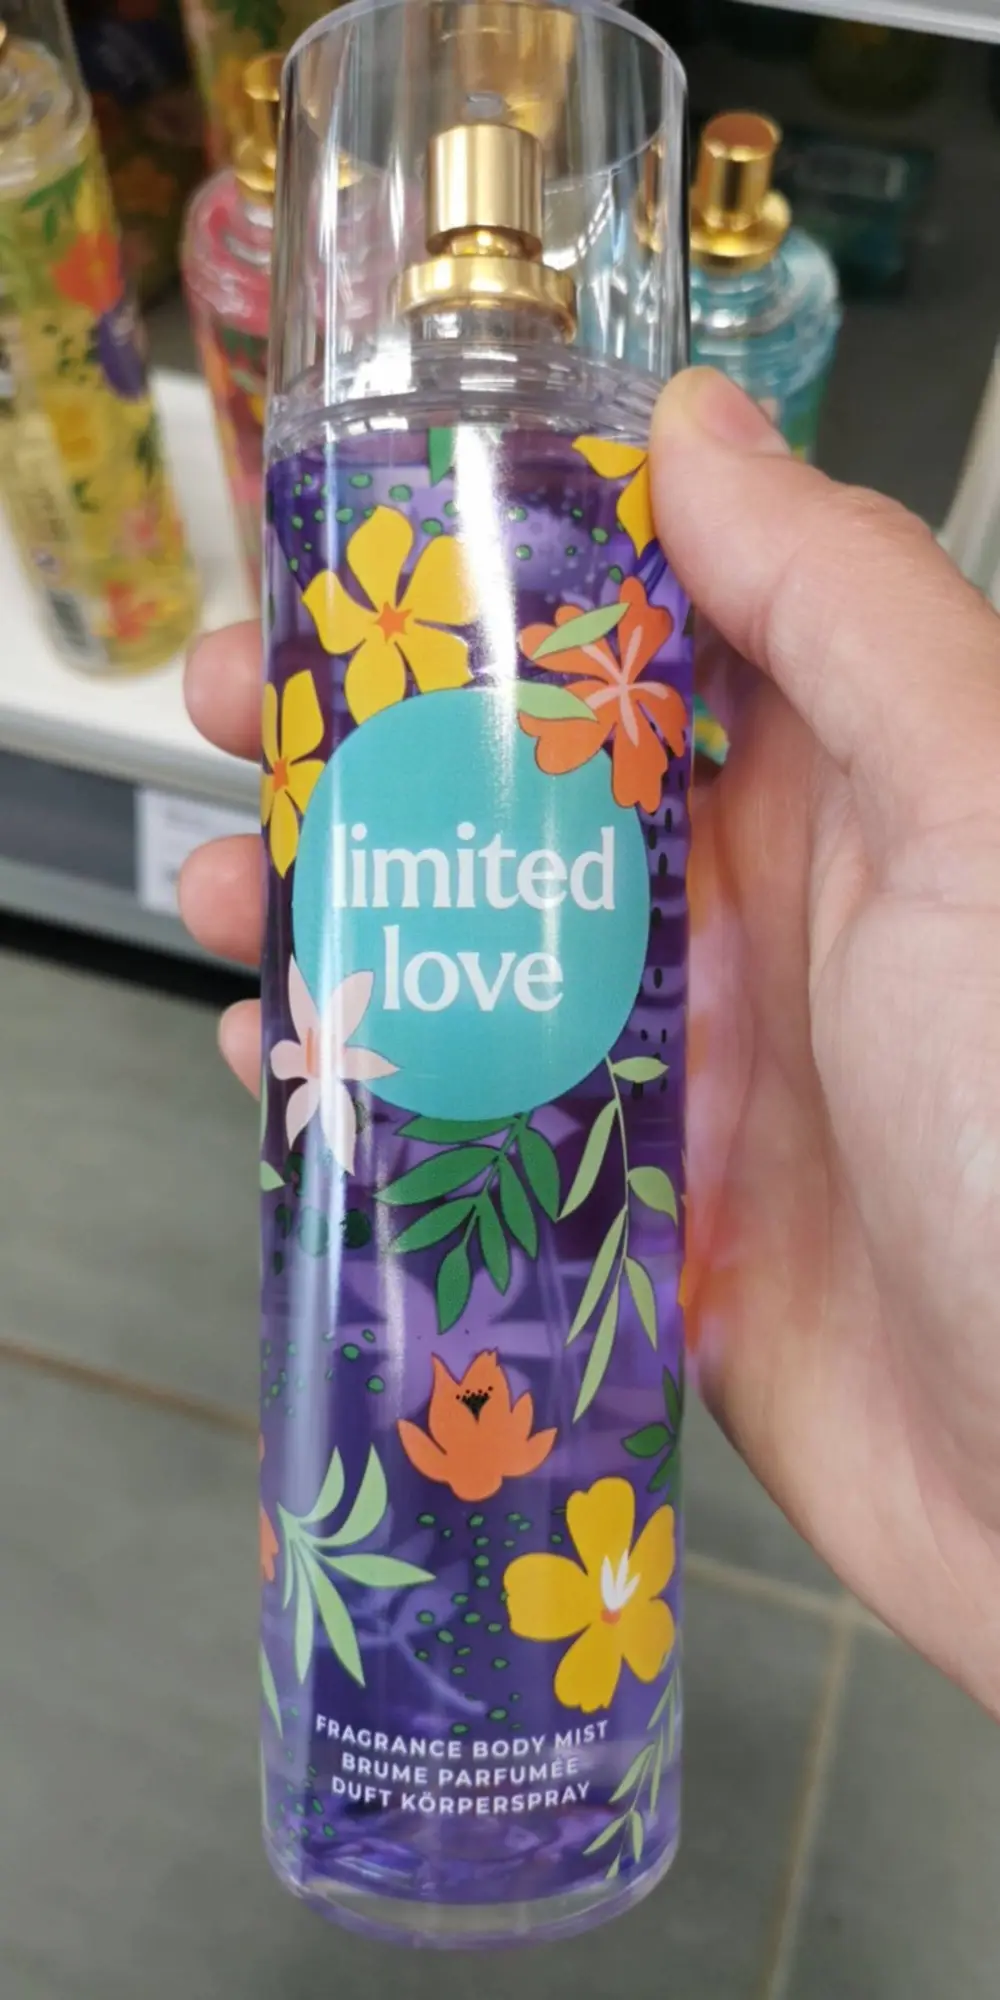 limited
love
FRAGRANCE BODY MIST
BRUME PARFUMÉE
DUFT KÖRPERSPRAY